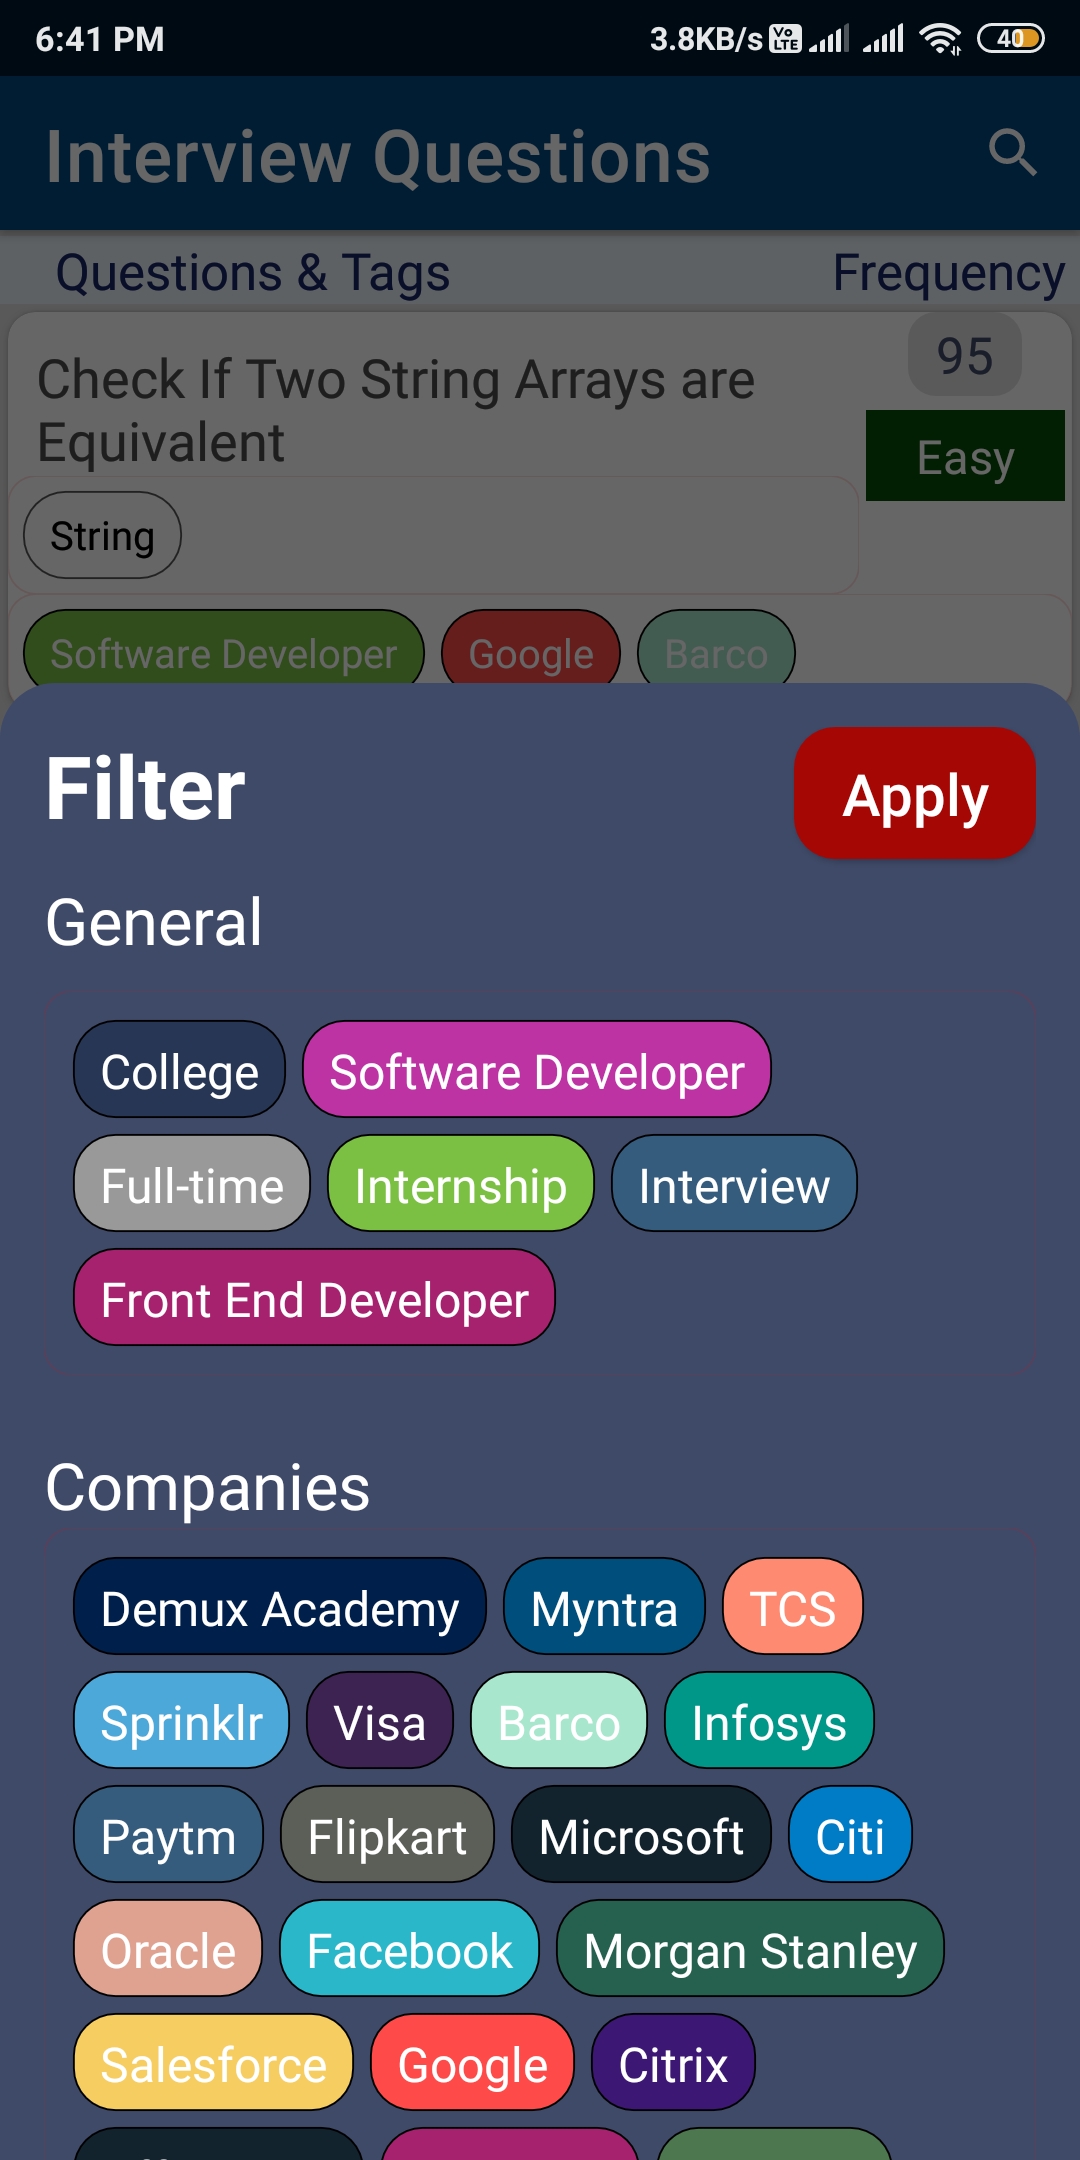 6:41 PM 3.8KB/s Vo LTE 40
Interview Questions
Questions & Tags Frequency
Check If Two String Arrays are 95
Equivalent Easy
String
Software Developer Google Barco
Filter Apply
General
College Software Developer
Full-time Internship Interview
Front End Developer
Companies
Demux Academy Myntra TCS
Sprinklr Visa Barco Infosys
Paytm Flipkart Microsoft Citi
Oracle Facebook Morgan Stanley
Salesforce Google Citrix